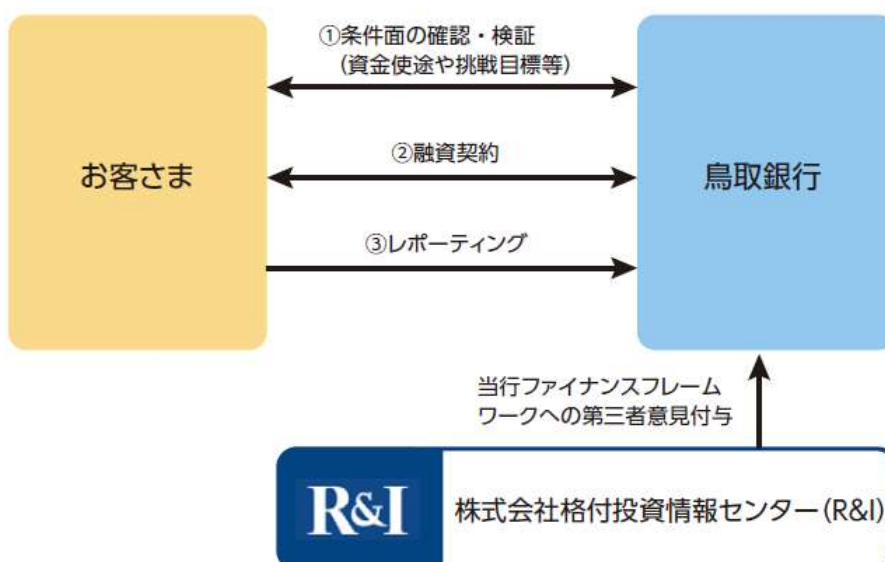 ①条件面の確認・検証
(資金使途や挑戦目標等)
お客さま
②融資契約
鳥取銀行
③レポーティング
当行ファイナンスフレーム
ワークへの第三者意見付与
R&I
株式会社格付投資情報センター(R&I)